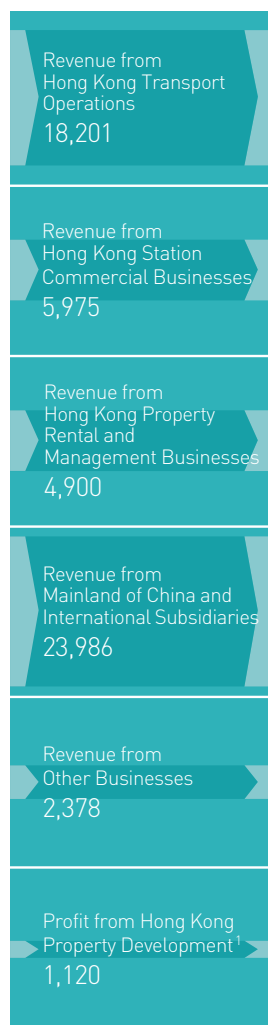 Revenue from
Hong Kong Transport
Operations
18,201
Revenue from
Hong Kong Station
Commercial Businesses
5,975
Revenue from
Hong Kong Property
Rental and
Management Businesses
4,900
Revenue from
Mainland of China and
International Subsidiaries
23,986
Revenue from
Other Businesses
2,378
Profit from Hong Kong
Property Development¹
1,120